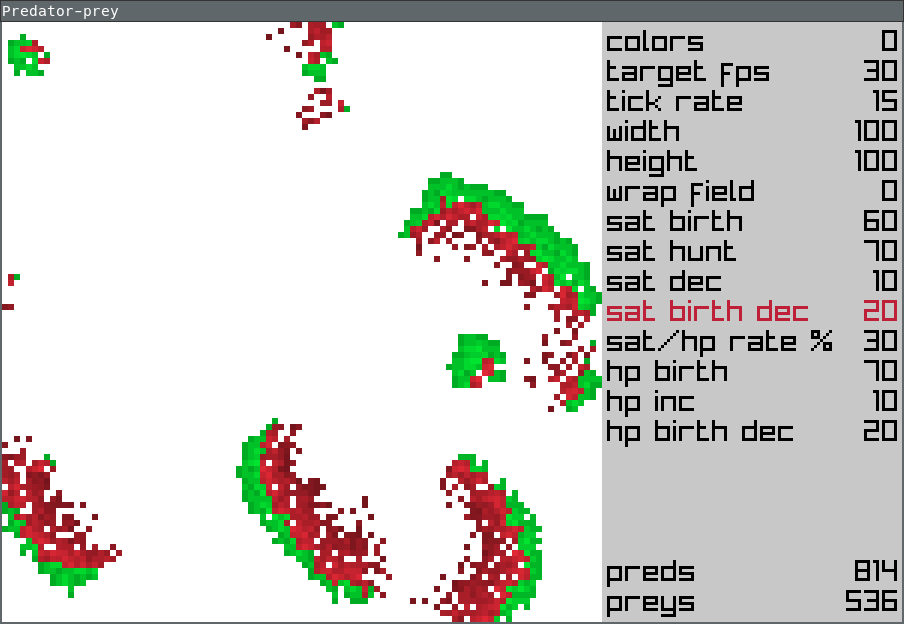 Predator-prey
colors 0
target fps 30
tick rate 15
width 100
height 100
wrap field 0
sat birth 60
sat hunt 70
sat dec 10
sat birth dec 20
sat/hp rate % 30
hp birth 70
hp inc 10
hp birth dec 20
preds 814
preys 536